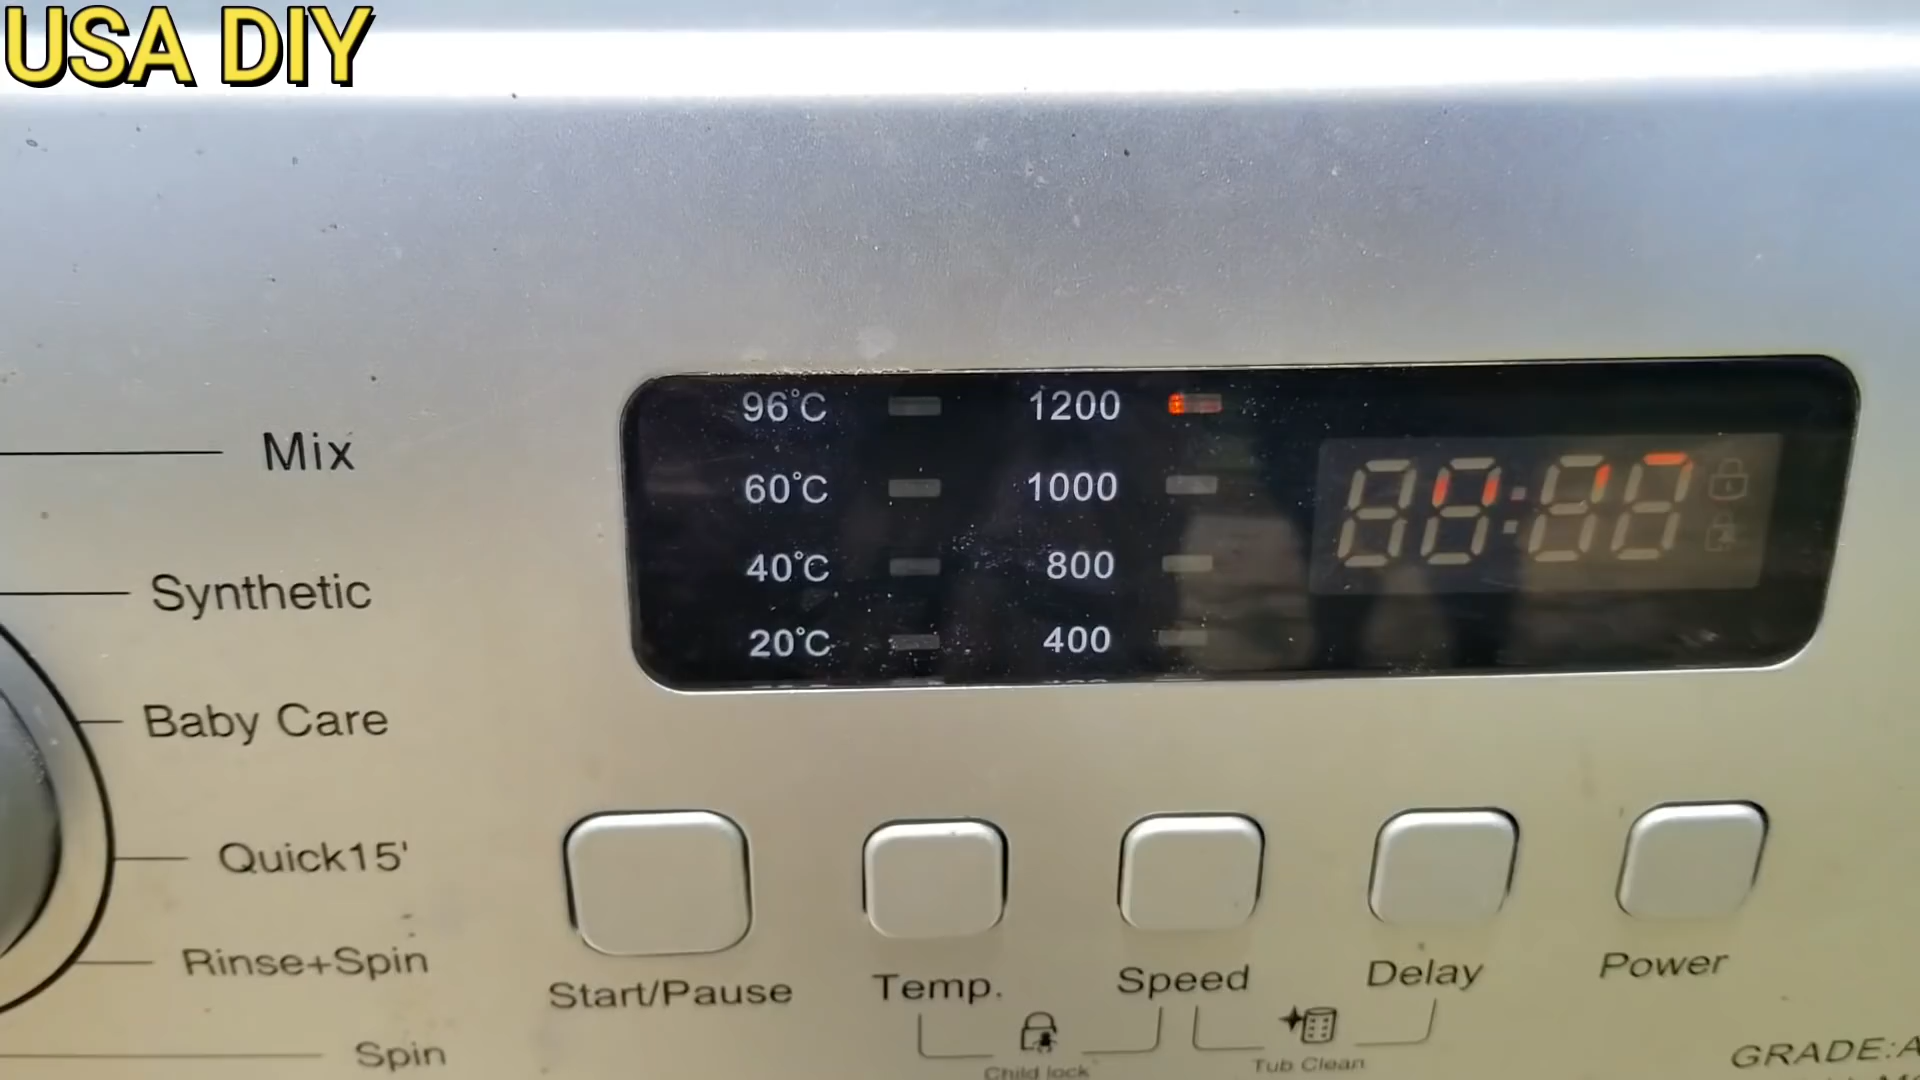 USA DIY
96°C 1200
60°C 1000
40°C 800
20°C 400
Mix
Synthetic
Baby Care
Quick15'
Rinse+Spin
Spin
Start/Pause Temp. Speed Delay Power
Child lock Tub Clean
GRADE:A